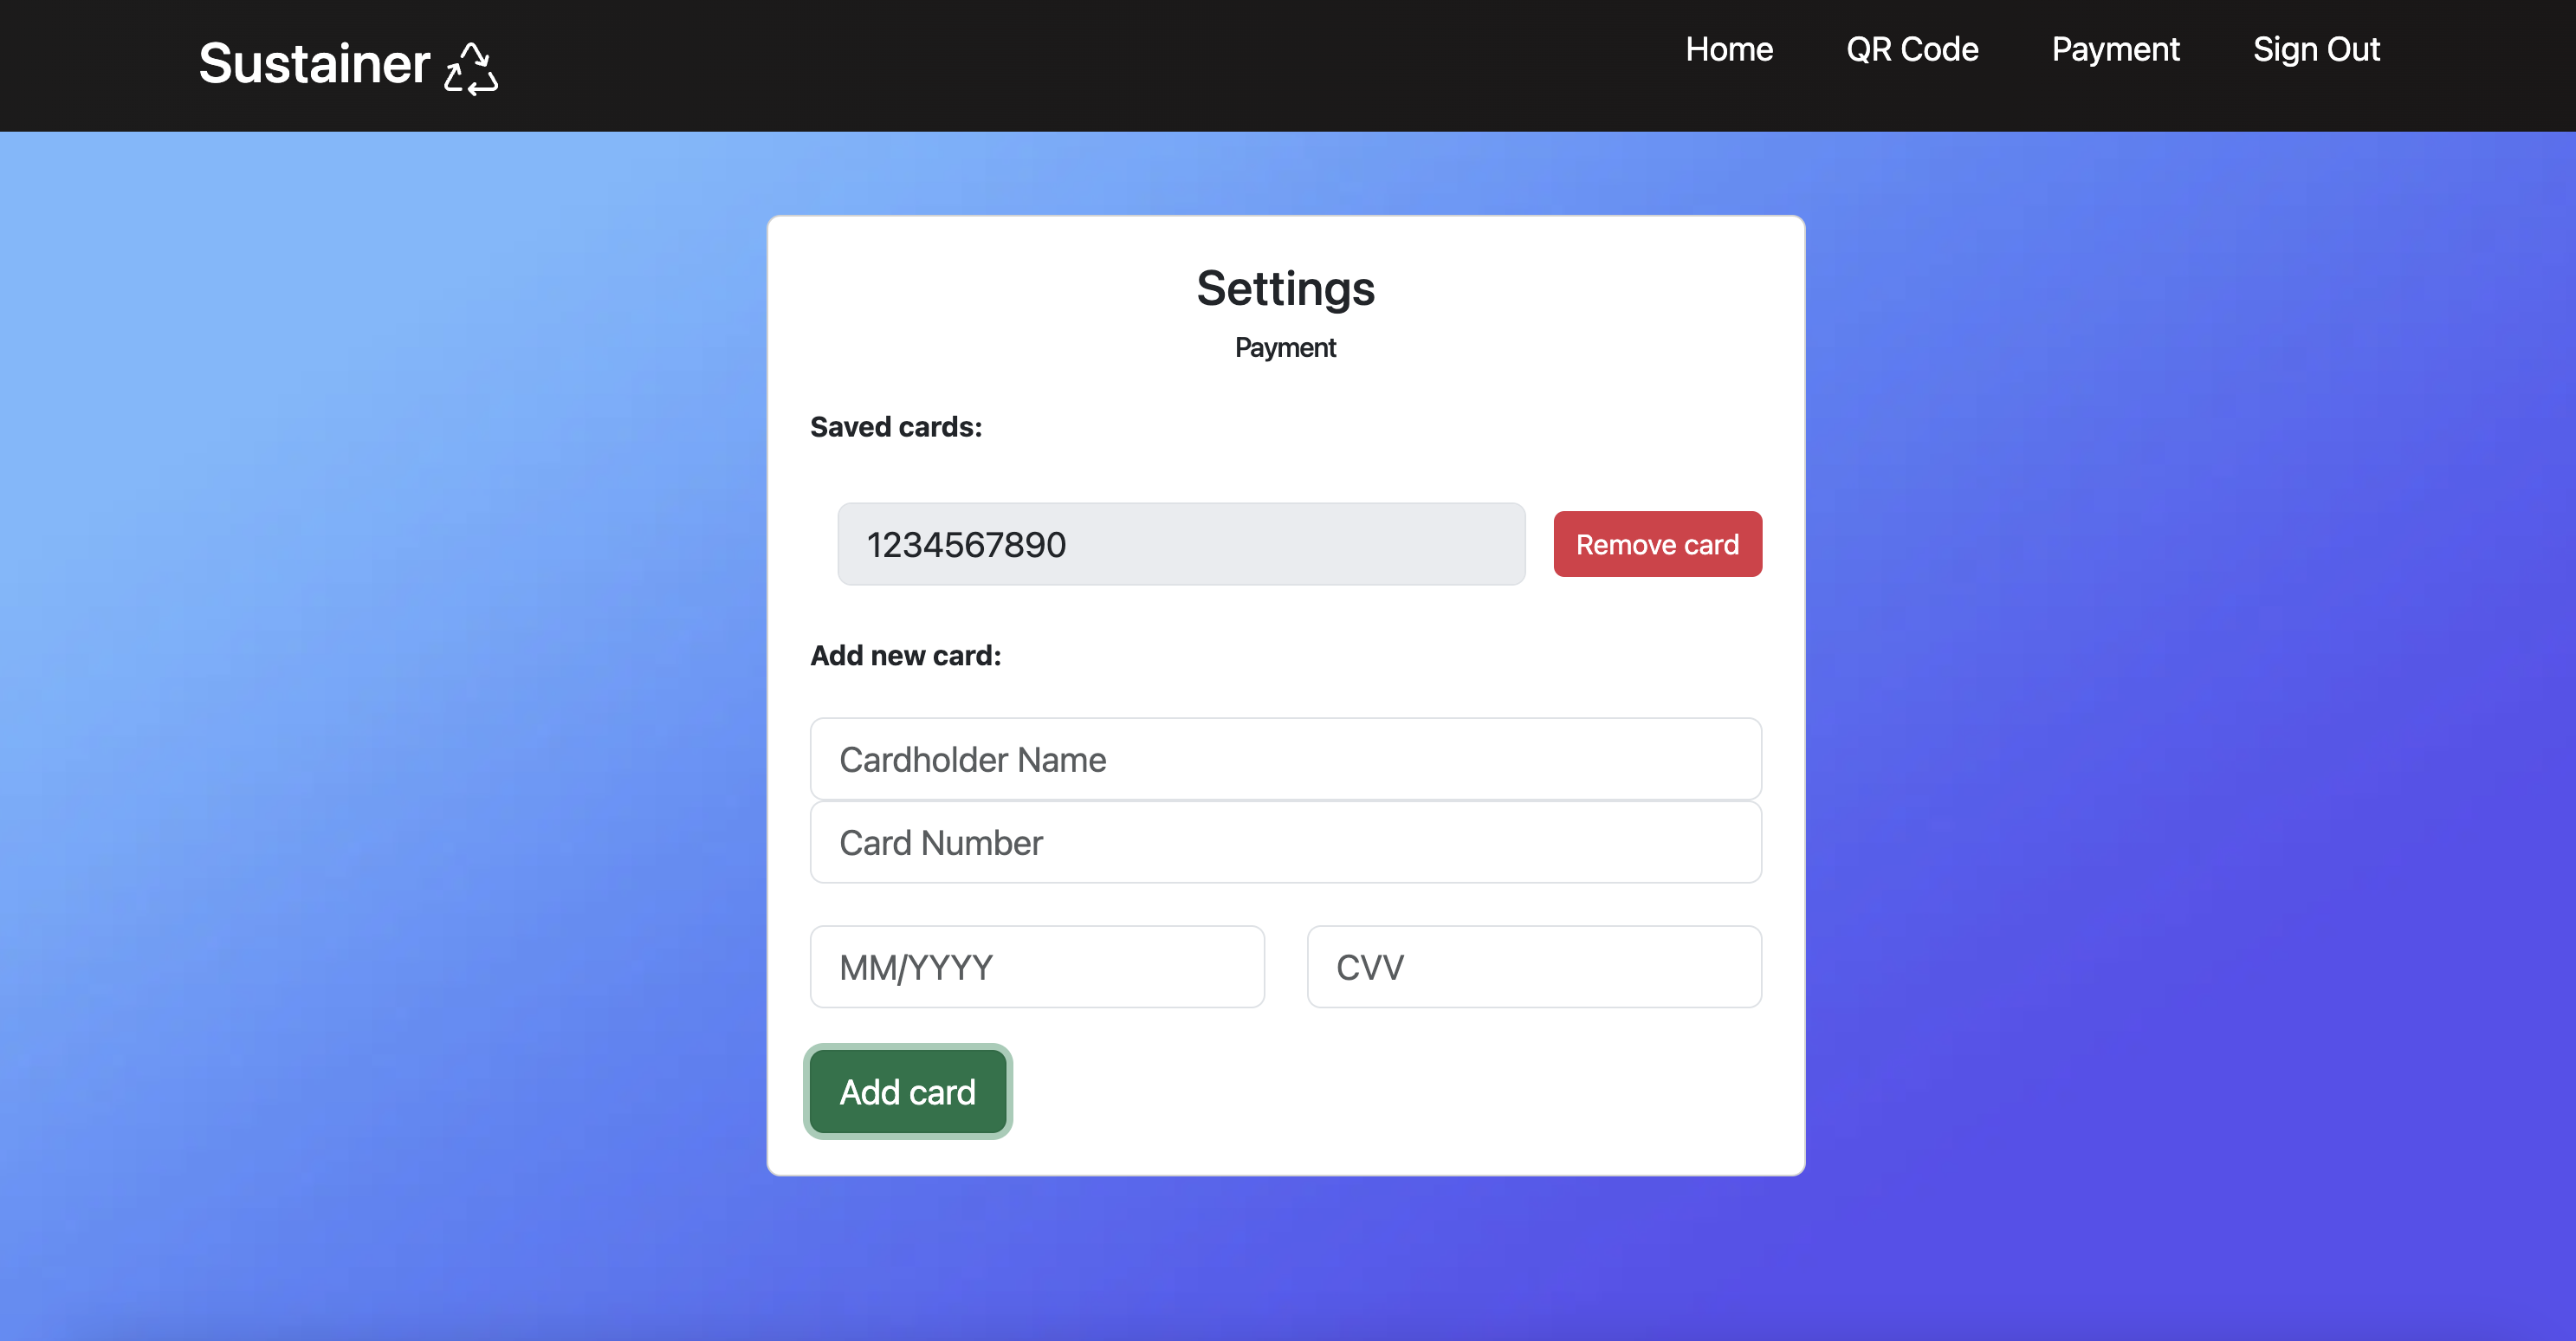 Sustainer
Home QR Code Payment Sign Out
Settings
Payment
Saved cards:
1234567890 Remove card
Add new card:
Cardholder Name
Card Number
MM/YYYY CVV
Add card